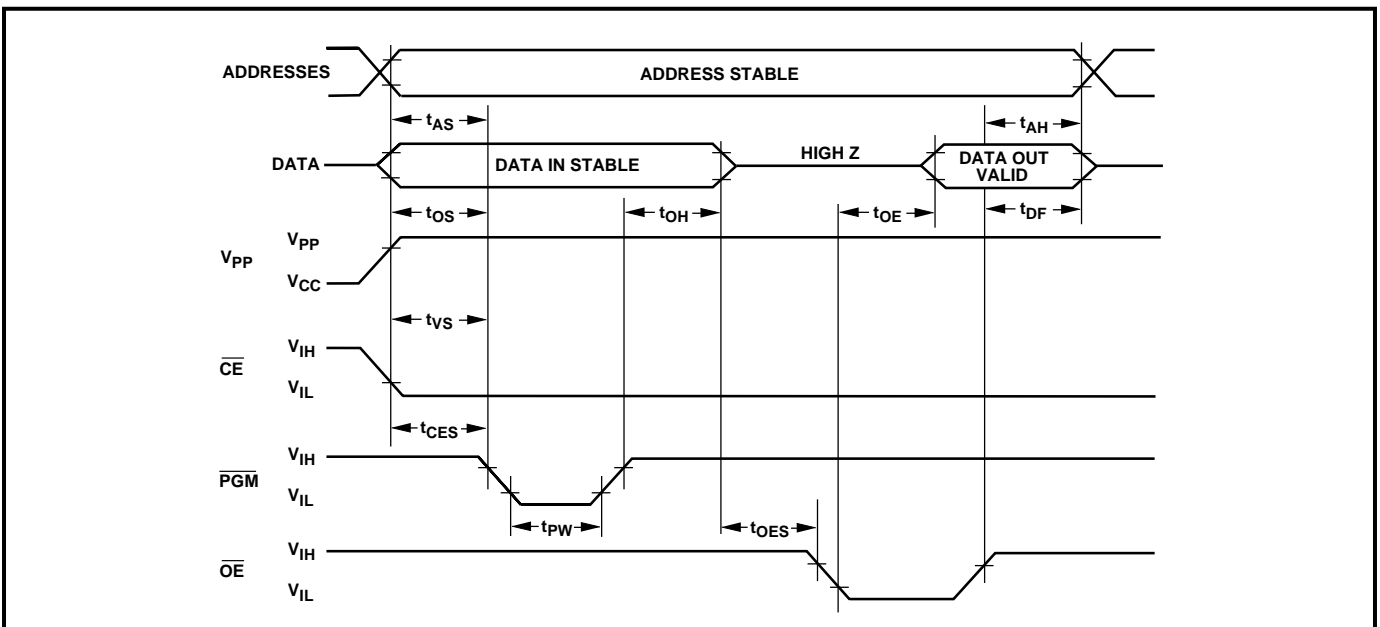 ADDRESSES
ADDRESS STABLE
tAS
tAH
DATA
DATA IN STABLE
HIGH Z
DATA OUT
VALID
tOS
tOH
tOE
tDF
VPP
VPP
VCC
tVS
CE
VIH
VIL
tCES
PGM
VIH
VIL
tPW
tOES
OE
VIH
VIL